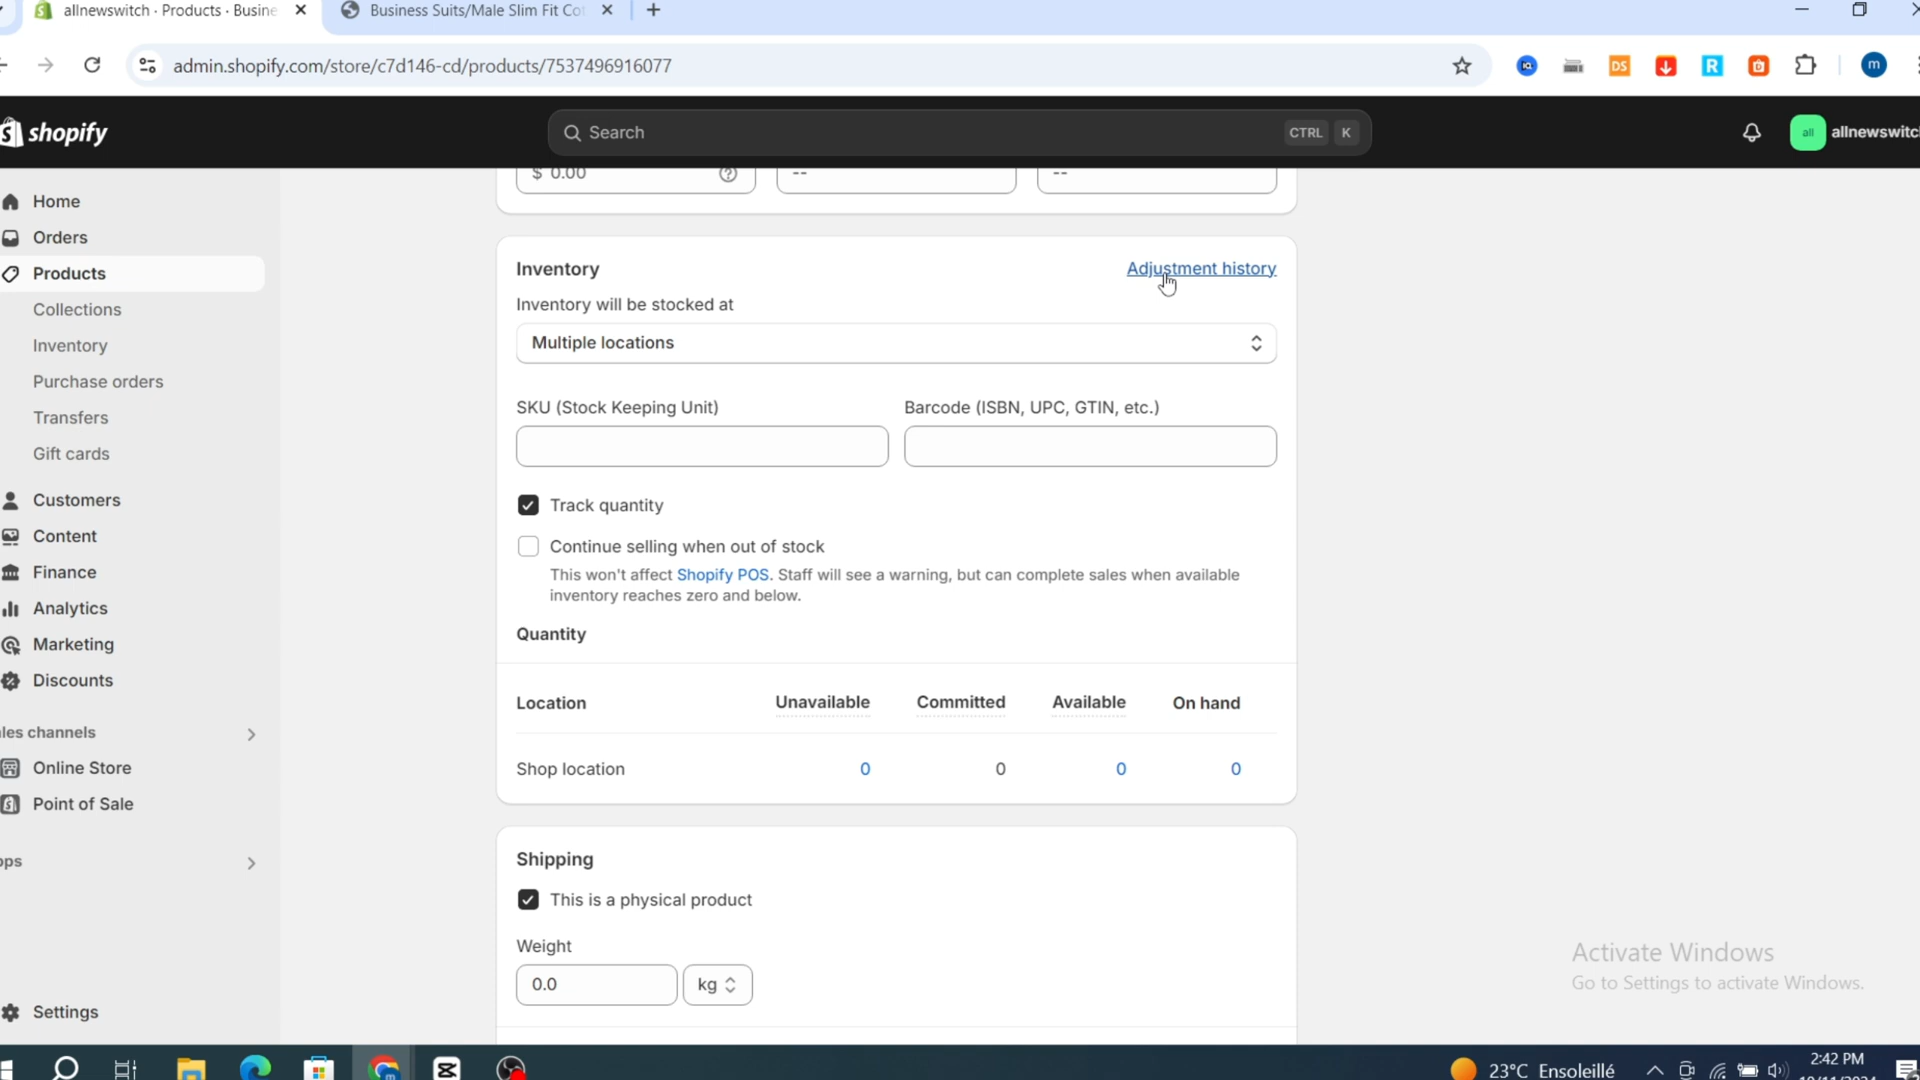 allnewswitch · Products · Busine
Business Suits/Male Slim Fit Co
admin.shopify.com/store/c7d146-cd/products/7537496916077
DS
R
m
shopify
Search
CTRL K
all
allnewswitch
$ 0.00
--
--
Home
Orders
Products
Collections
Inventory
Purchase orders
Transfers
Gift cards
Customers
Content
Finance
Analytics
Marketing
Discounts
les channels
Online Store
Point of Sale
ps
Settings
Inventory
Adjustment history
Inventory will be stocked at
Multiple locations
SKU (Stock Keeping Unit)
Barcode (ISBN, UPC, GTIN, etc.)
Track quantity
Continue selling when out of stock
This won't affect Shopify POS. Staff will see a warning, but can complete sales when available
inventory reaches zero and below.
Quantity
Location Unavailable Committed Available On hand
Shop location 0 0 0 0
Shipping
This is a physical product
Weight
0.0
kg
Activate Windows
Go to Settings to activate Windows.
23°C Ensoleillé
2:42 PM